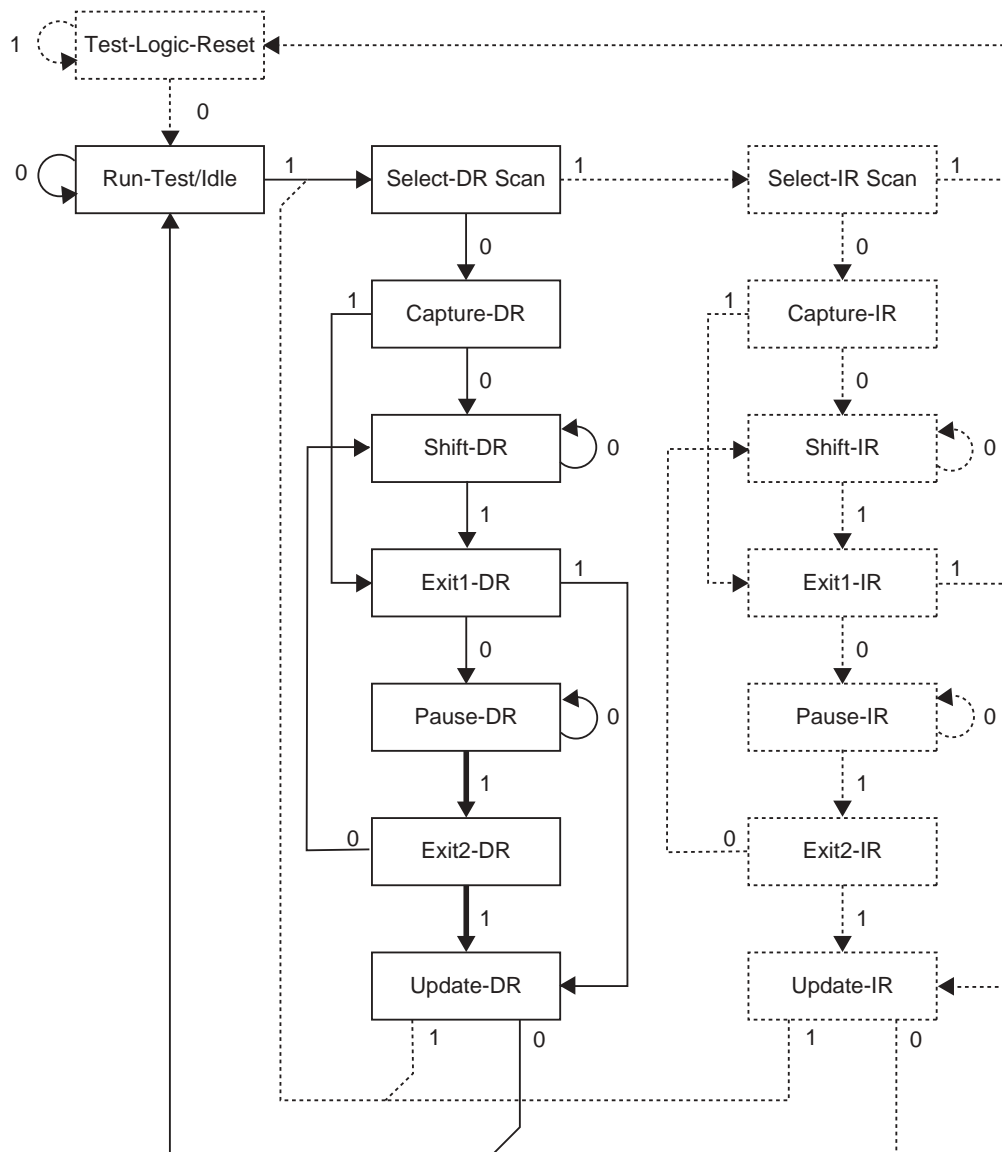 1 Test-Logic-Reset
0
0 Run-Test/Idle 1 Select-DR Scan 1 Select-IR Scan 1
0 0
1 Capture-DR 1 Capture-IR
0 0
Shift-DR 0 Shift-IR 0
1 1
Exit1-DR 1 Exit1-IR 1
0 0
Pause-DR 0 Pause-IR 0
1 1
0 Exit2-DR 0 Exit2-IR
1 1
Update-DR Update-IR
1 0 1 0